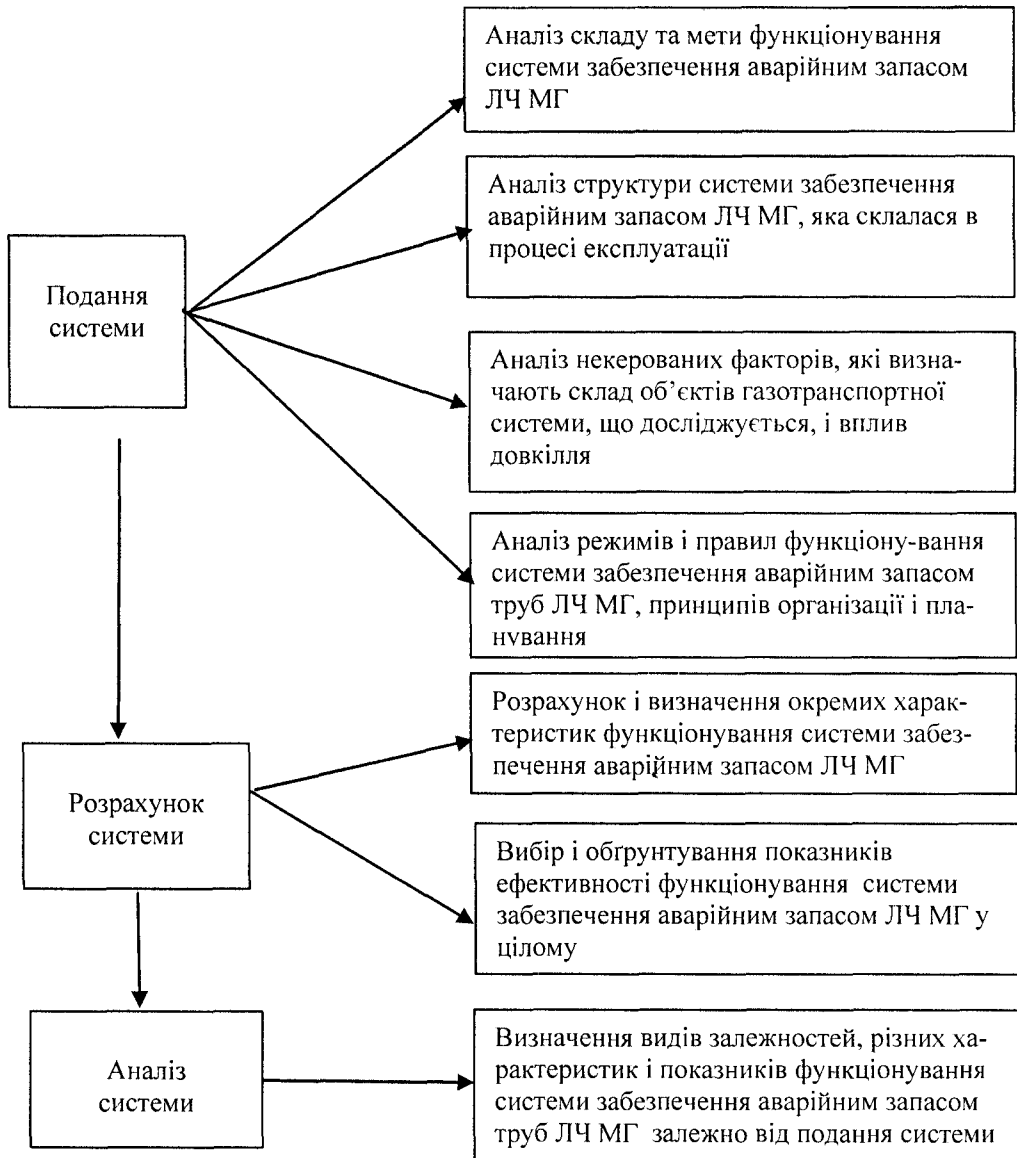 Аналіз складу та мети функціонування
системи забезпечення аварійним запасом
ЛЧ МГ
Аналіз структури системи забезпечення
аварійним запасом ЛЧ МГ, яка склалася в
процесі експлуатації
Подання
системи
Аналіз некерованих факторів, які визна-
чають склад об’єктів газотранспортної
системи, що досліджується, і вплив
довкілля
Аналіз режимів і правил функціону-вання
системи забезпечення аварійним запасом
труб ЛЧ МГ, принципів організації і пла-
нування
Розрахунок і визначення окремих харак-
теристик функціонування системи забез-
печення аварійним запасом ЛЧ МГ
Розрахунок
системи
Вибір і обґрунтування показників
ефективності функціонування системи
забезпечення аварійним запасом ЛЧ МГ у
цілому
Аналіз
системи
Визначення видів залежностей, різних ха-
рактеристик і показників функціонування
системи забезпечення аварійним запасом
труб ЛЧ МГ залежно від подання системи